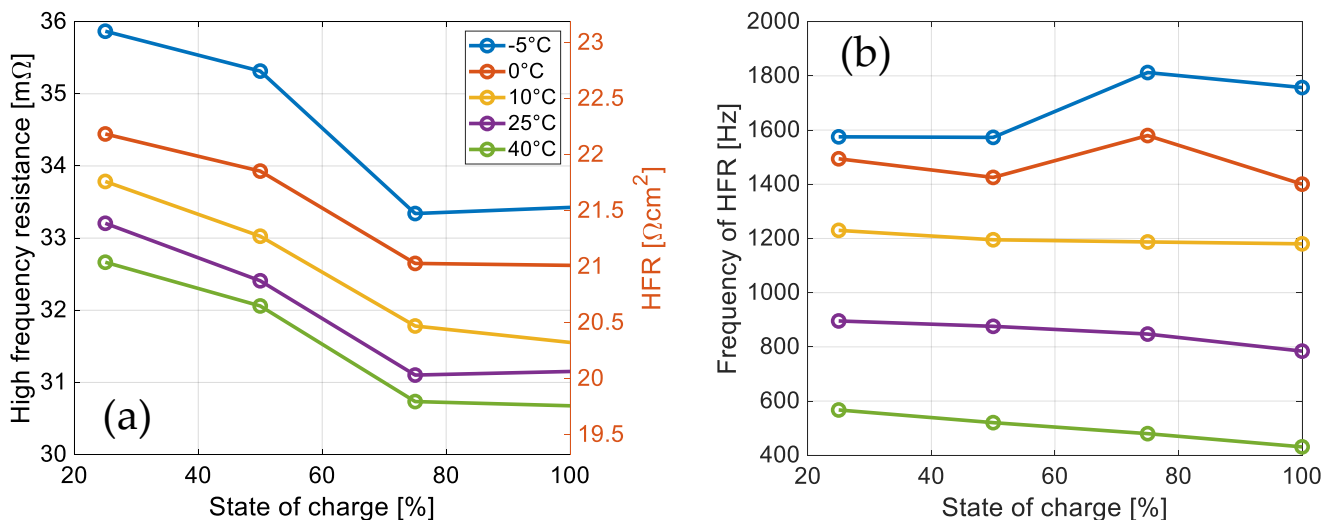 High frequency resistance [mΩ]
36
35
34
33
32
31
30
20
40
60
80
100
State of charge [%]
-5°C
0°C
10°C
25°C
40°C
23
22.5
22
21.5
21
20.5
20
19.5
HFR [Ωcm²]
(a)
Frequency of HFR [Hz]
2000
1800
1600
1400
1200
1000
800
600
400
20
40
60
80
100
State of charge [%]
(b)